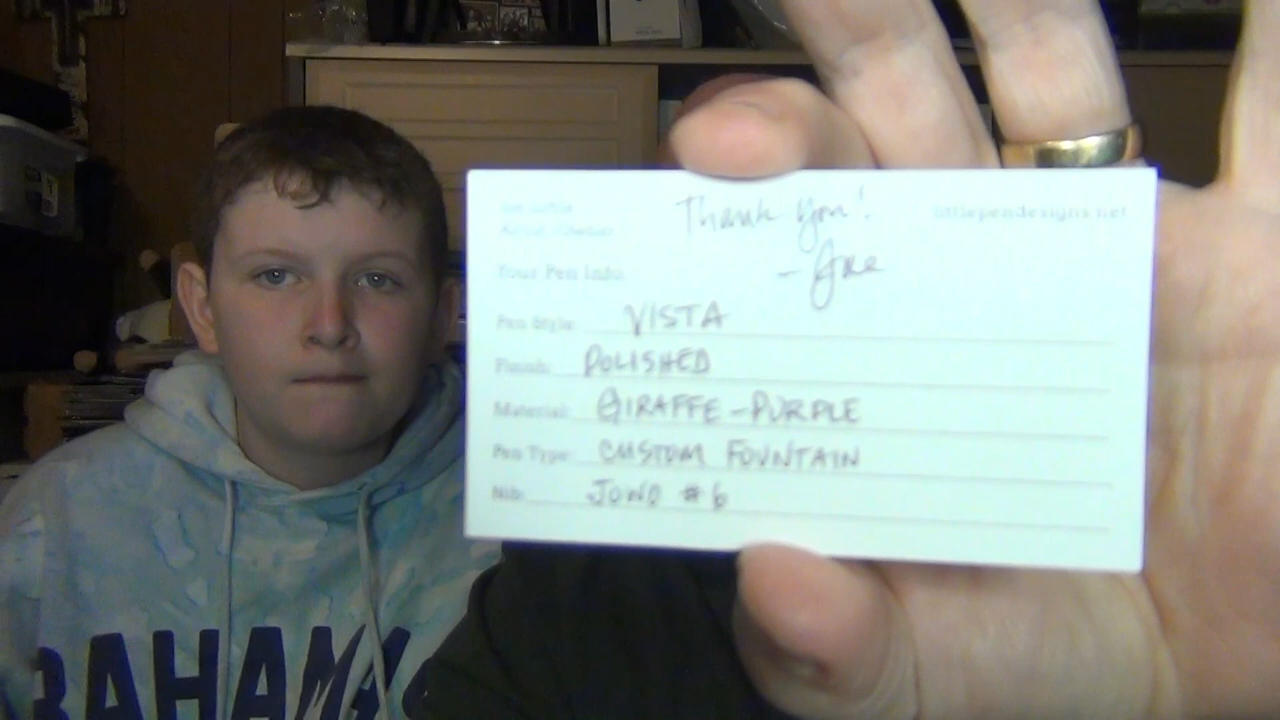 Thank you!
littlependesigns.net
- Joe
Your Pen Info:
Pen Style: VISTA
Finish: POLISHED
Material: GIRAFFE - PURPLE
Pen Type: CUSTOM FOUNTAIN
Nib: JOWO #6
BAHAMAS